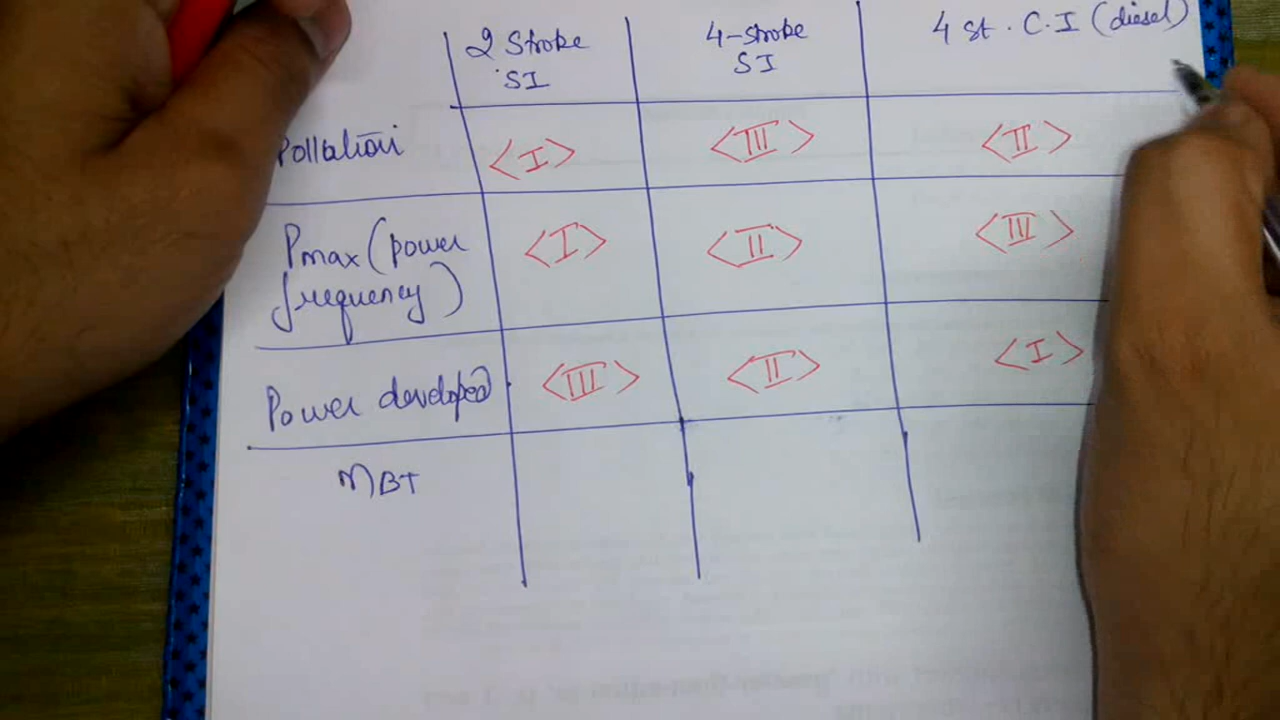 2 Stroke SI
4-stroke SI
4 st. C.I (diesel)
Pollation
<I>
<III>
<II>
Pmax (power frequency)
<I>
<II>
<III>
Power developed
<III>
<II>
<I>
MBT